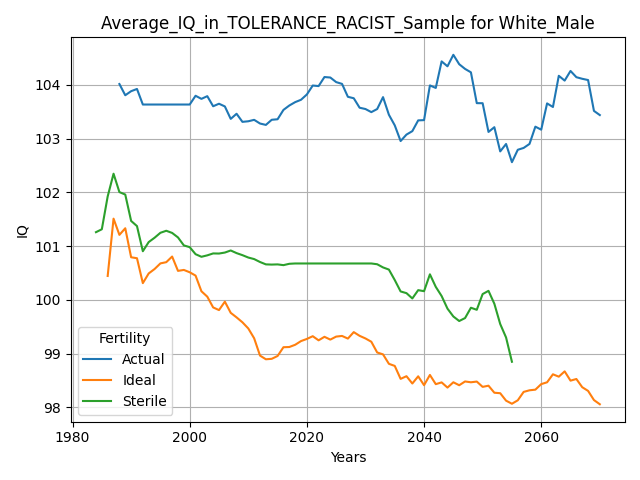 Average_IQ_in_TOLERANCE_RACIST_Sample for White_Male
IQ
104
103
102
101
100
99
98
Fertility
Actual
Ideal
Sterile
1980
2000
2020
2040
2060
Years